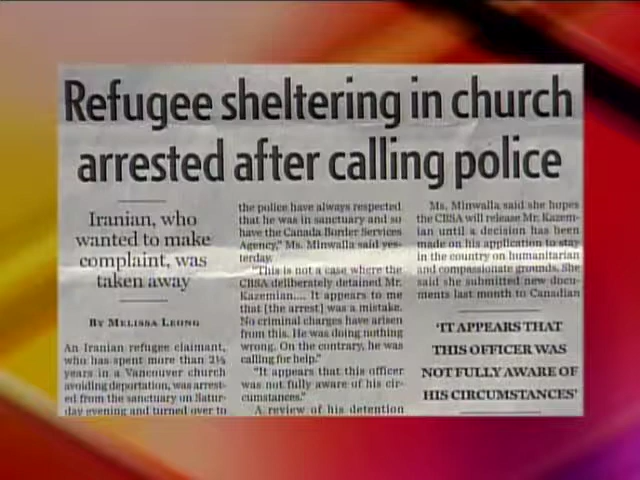 Refugee sheltering in church
arrested after calling police
Iranian, who
wanted to make
complaint, was
taken away
BY MELISSA LEONG
An Iranian refugee claimant,
who has spent more than 2½
years in a Vancouver church
avoiding deportation, was arrest-
ed from the sanctuary on Satur-
day evening and turned over to
the police have always respected
that he was in sanctuary and so
have the Canada Border Services
Agency," Ms. Minwalla said yes-
terday.
"This is not a case where the
CBSA deliberately detained Mr.
Kazemian.... It appears to me
that [the arrest] was a mistake.
No criminal charges have arisen
from this. He was doing nothing
wrong. On the contrary, he was
calling for help."
"It appears that this officer
was not fully aware of his cir-
cumstances."
A review of his detention
Ms. Minwalla said she hopes
the CBSA will release Mr. Kazem-
ian until a decision has been
made on his application to stay
in the country on humanitarian
and compassionate grounds. She
said she submitted new docu-
ments last month to Canadian
'IT APPEARS THAT
THIS OFFICER WAS
NOT FULLY AWARE OF
HIS CIRCUMSTANCES'